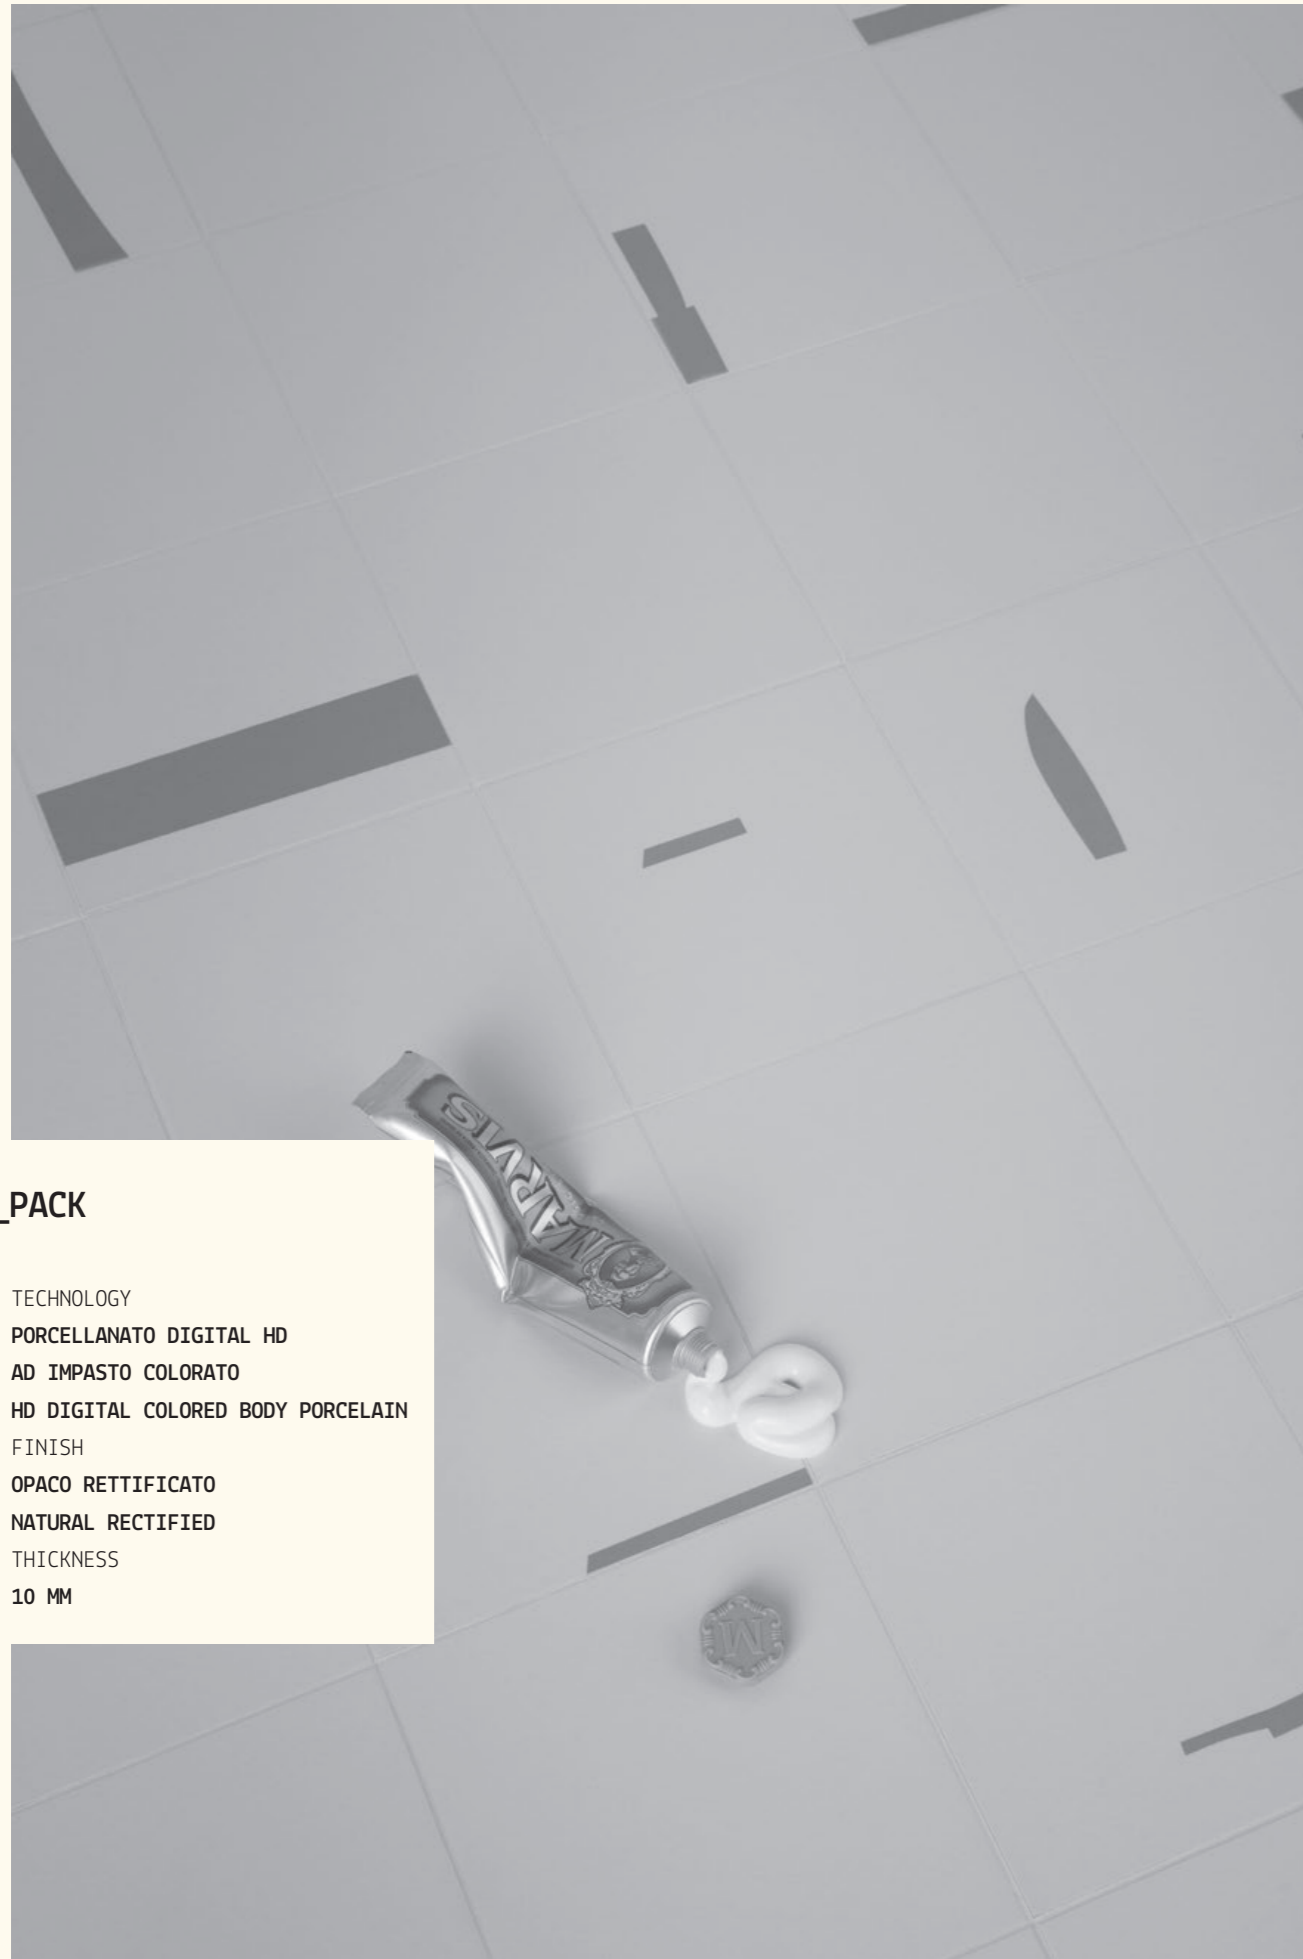 MARVIS
M
_PACK
TECHNOLOGY
PORCELLANATO DIGITAL HD
AD IMPASTO COLORATO
HD DIGITAL COLORED BODY PORCELAIN
FINISH
OPACO RETTIFICATO
NATURAL RECTIFIED
THICKNESS
10 MM